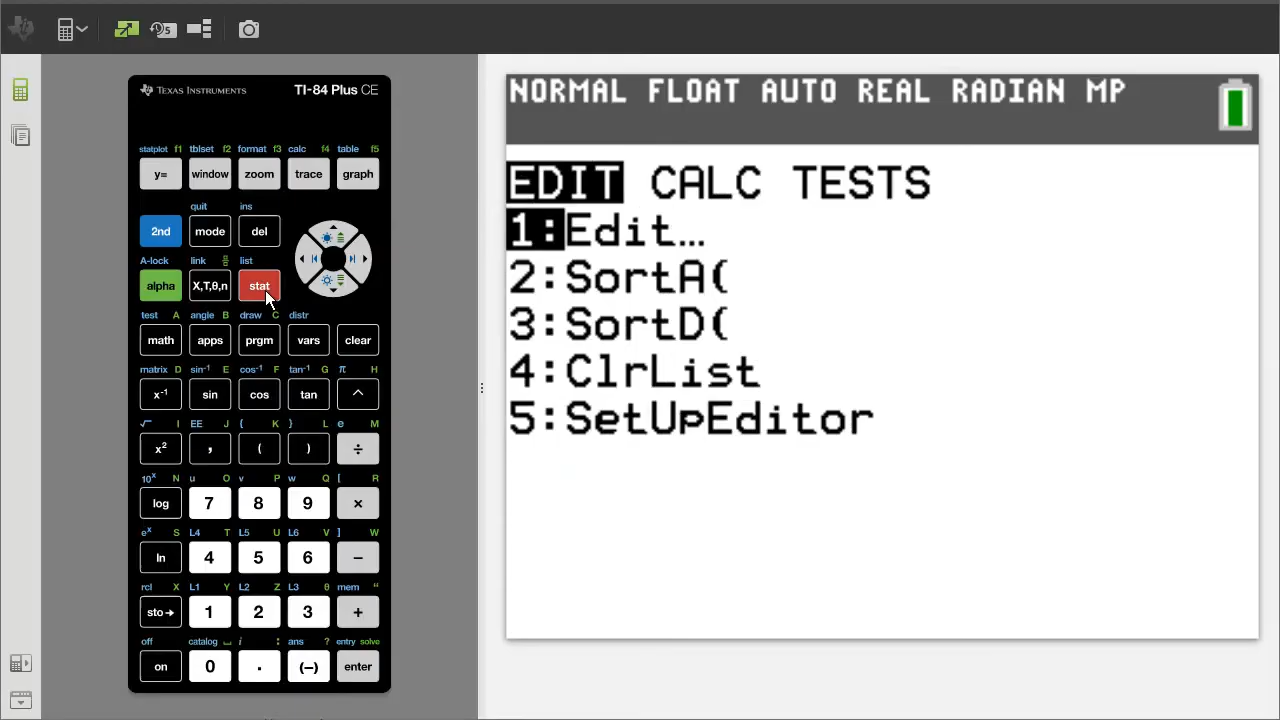 5
TEXAS INSTRUMENTS TI-84 Plus CE
statplot f1 tblset f2 format f3 calc f4 table f5
y= window zoom trace graph
quit ins
2nd mode del
A-lock link list
alpha X,T,θ,n stat
test A angle B draw C distr
math apps prgm vars clear
matrix D sin⁻¹ E cos⁻¹ F tan⁻¹ G π H
x⁻¹ sin cos tan ^
√ I EE J { K } L e M
x² , ( ) ÷
10ˣ N u O v P w Q [ R
log 7 8 9 ×
eˣ S L4 T L5 U L6 V ] W
ln 4 5 6 −
rcl X L1 Y L2 Z L3 θ mem "
sto→ 1 2 3 +
off catalog ⎵ i : ans ? entry solve
on 0 . (−) enter
NORMAL FLOAT AUTO REAL RADIAN MP
EDIT CALC TESTS
1:Edit…
2:SortA(
3:SortD(
4:ClrList
5:SetUpEditor